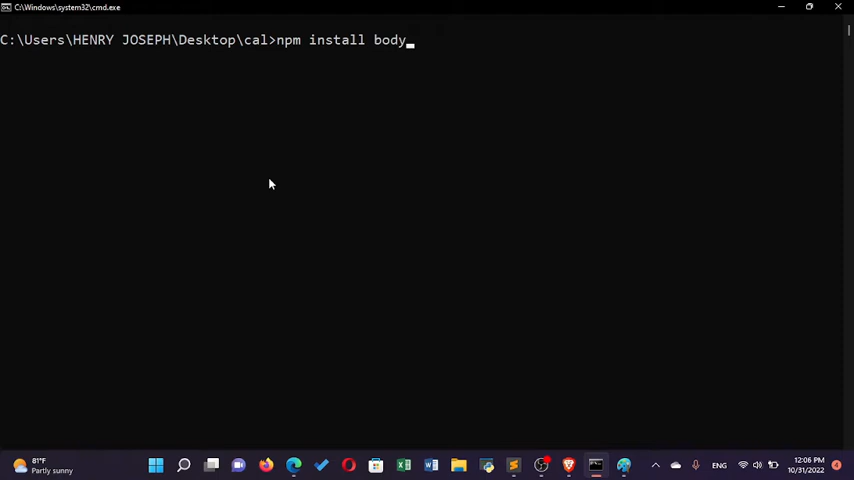 C:\Windows\system32\cmd.exe
C:\Users\HENRY JOSEPH\Desktop\cal>npm install body
81°F
Partly sunny
ENG
12:06 PM
10/31/2022
4